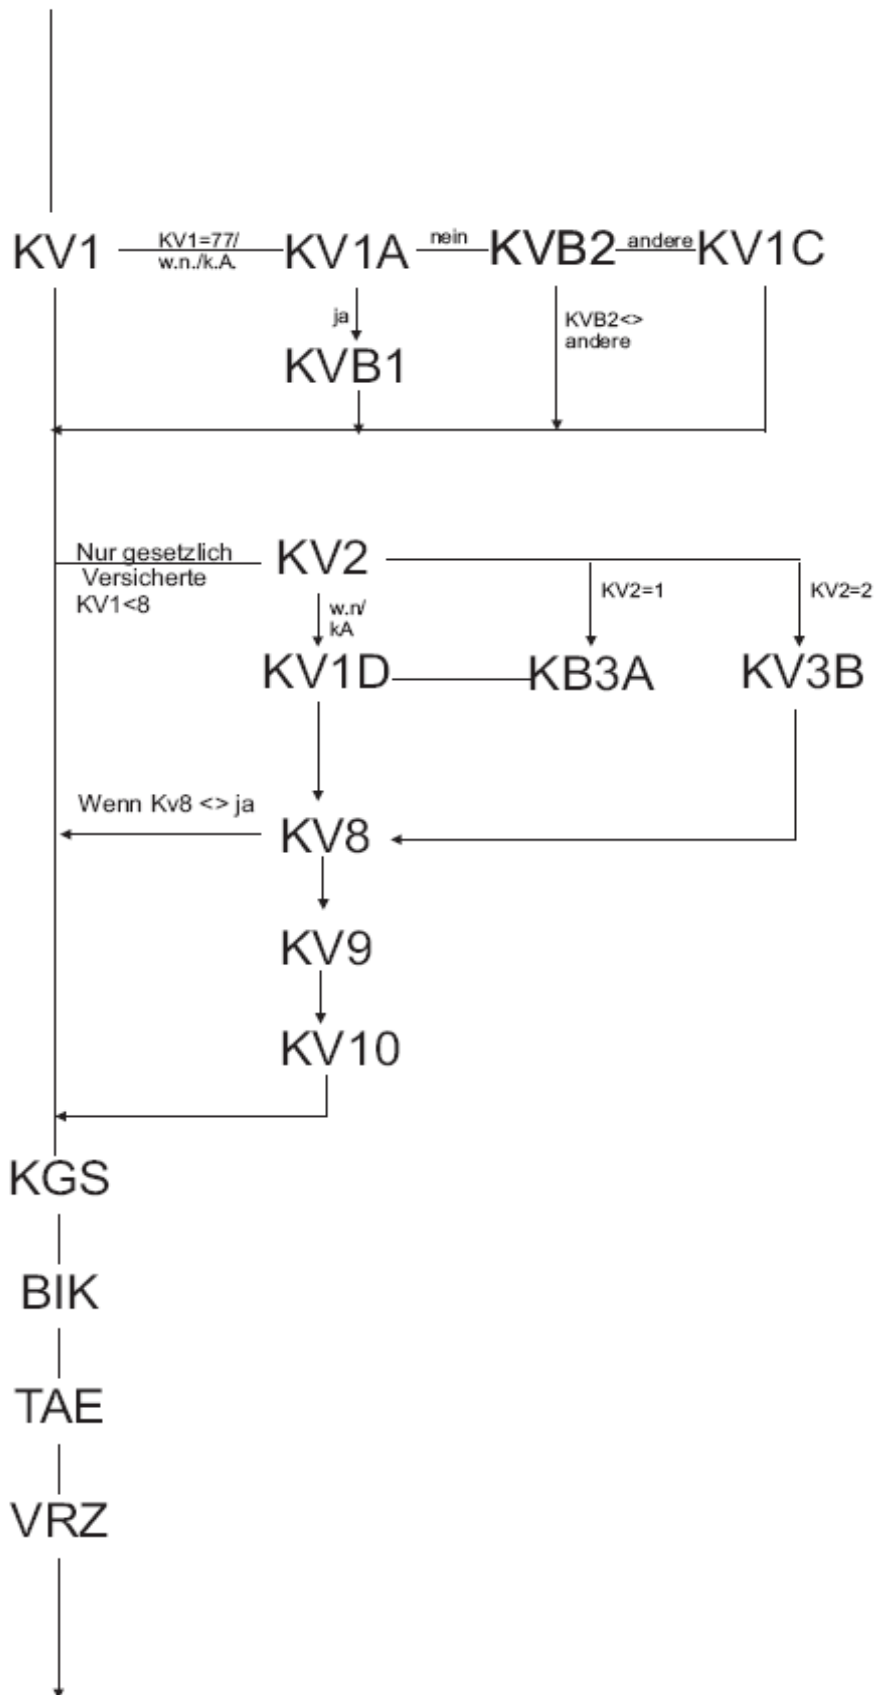 KV1
KV1=77/
w.n./k.A.
KV1A
nein
KVB2
andere
KV1C
ja
KVB2<>
andere
KVB1
Nur gesetzlich
Versicherte
KV1<8
KV2
w.n/
kA
KV2=1
KV2=2
KV1D
KB3A
KV3B
Wenn Kv8 <> ja
KV8
KV9
KV10
KGS
BIK
TAE
VRZ